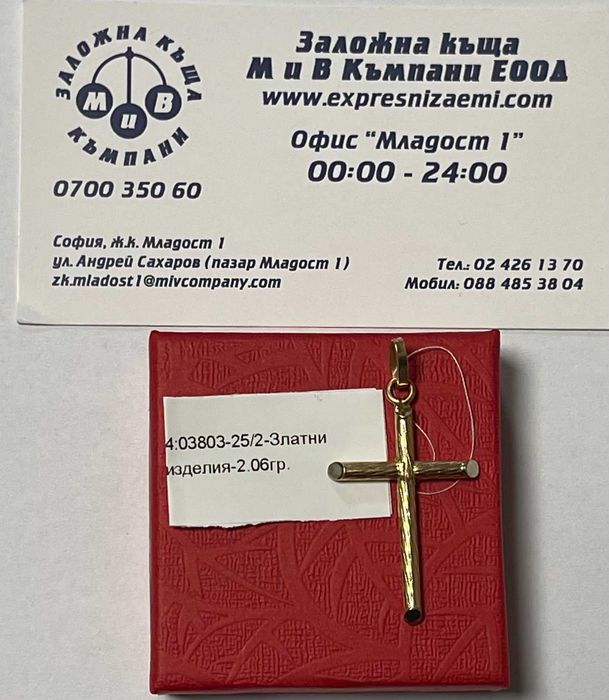 ЗАЛОЖНА КЪЩА
М и В
КЪМПАНИ
0700 350 60
Заложна къща
М и В Къмпани ЕООД
www.expresnizaemi.com
Офис "Младост 1"
00:00 - 24:00
София, ж.к. Младост 1
ул. Андрей Сахаров (пазар Младост 1)
zk.mladost1@mivcompany.com
Тел.: 02 426 13 70
Мобил.: 088 485 38 04
4:03803-25/2-Златни
изделия-2.06гр.